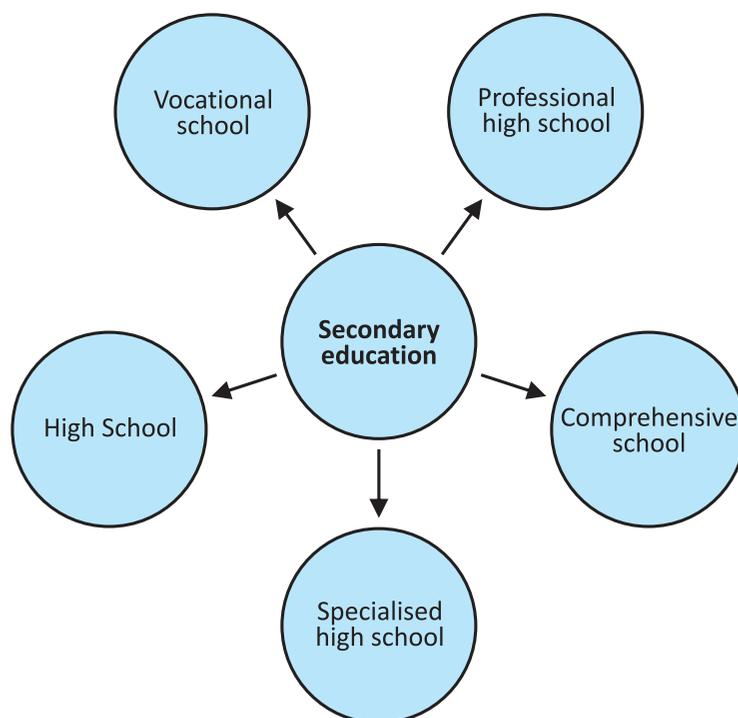 Vocational
school
Professional
high school
Secondary
education
High School
Comprehensive
school
Specialised
high school